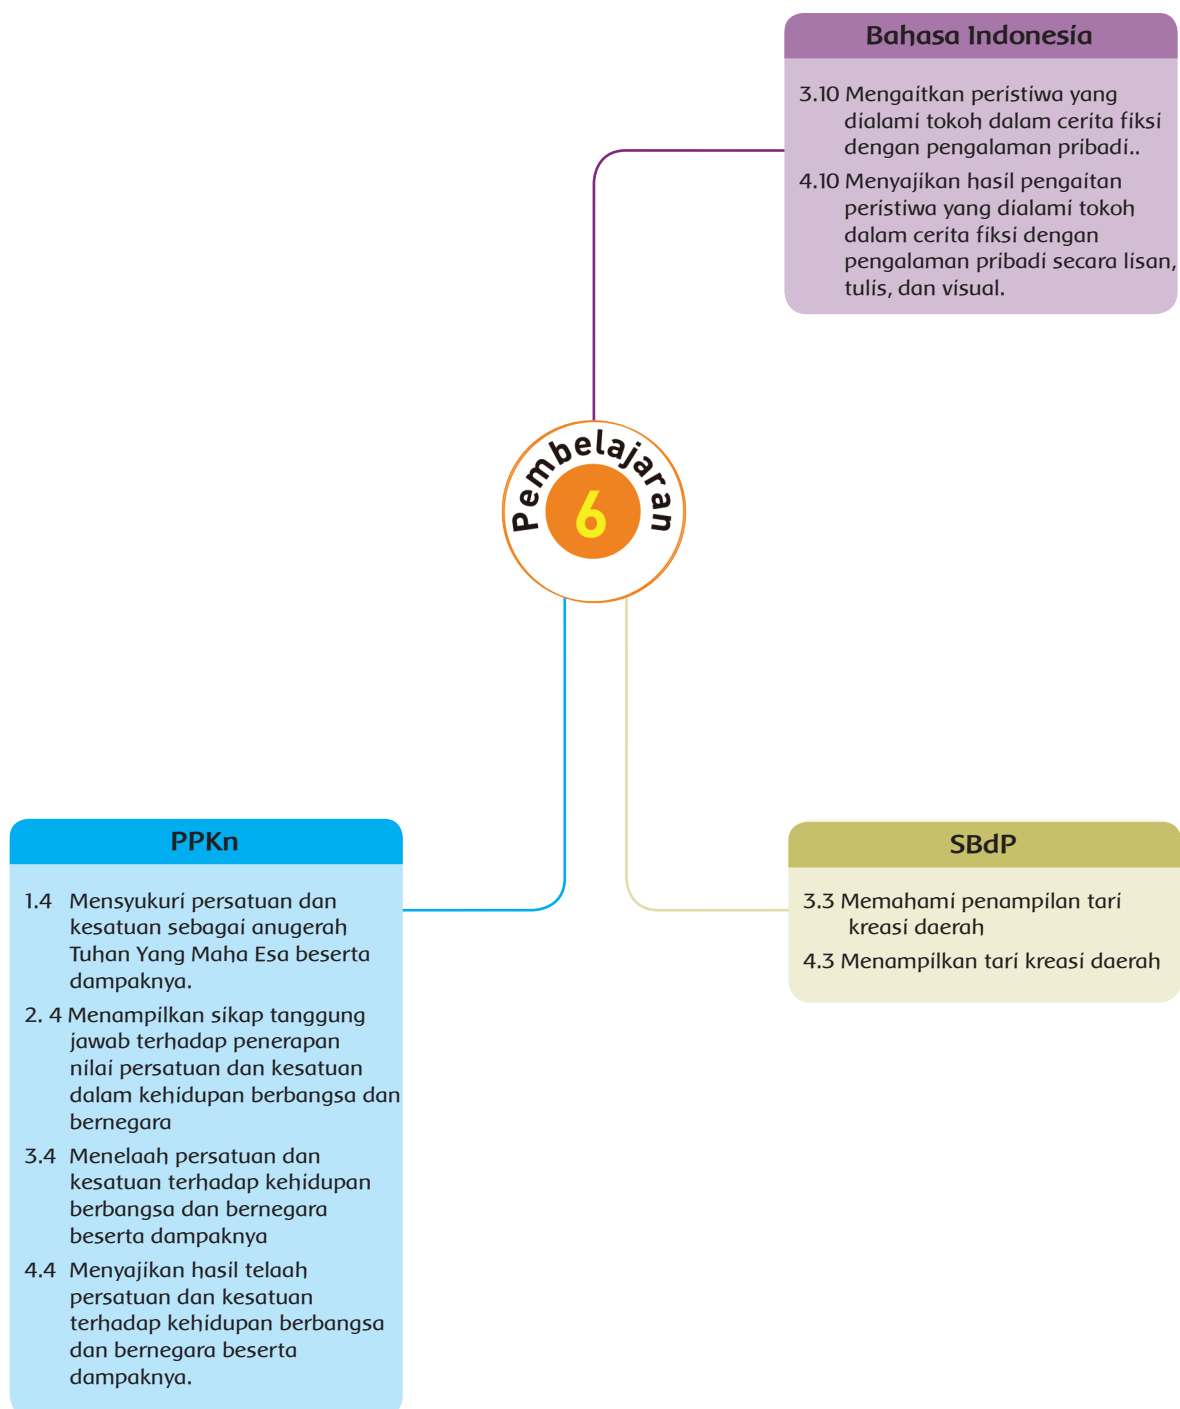 Bahasa Indonesia
3.10 Mengaitkan peristiwa yang
dialami tokoh dalam cerita fiksi
dengan pengalaman pribadi..
4.10 Menyajikan hasil pengaitan
peristiwa yang dialami tokoh
dalam cerita fiksi dengan
pengalaman pribadi secara lisan,
tulis, dan visual.
Pembelajaran
6
PPKn
1.4 Mensyukuri persatuan dan
kesatuan sebagai anugerah
Tuhan Yang Maha Esa beserta
dampaknya.
2. 4 Menampilkan sikap tanggung
jawab terhadap penerapan
nilai persatuan dan kesatuan
dalam kehidupan berbangsa dan
bernegara
3.4 Menelaah persatuan dan
kesatuan terhadap kehidupan
berbangsa dan bernegara
beserta dampaknya
4.4 Menyajikan hasil telaah
persatuan dan kesatuan
terhadap kehidupan berbangsa
dan bernegara beserta
dampaknya.
SBdP
3.3 Memahami penampilan tari
kreasi daerah
4.3 Menampilkan tari kreasi daerah